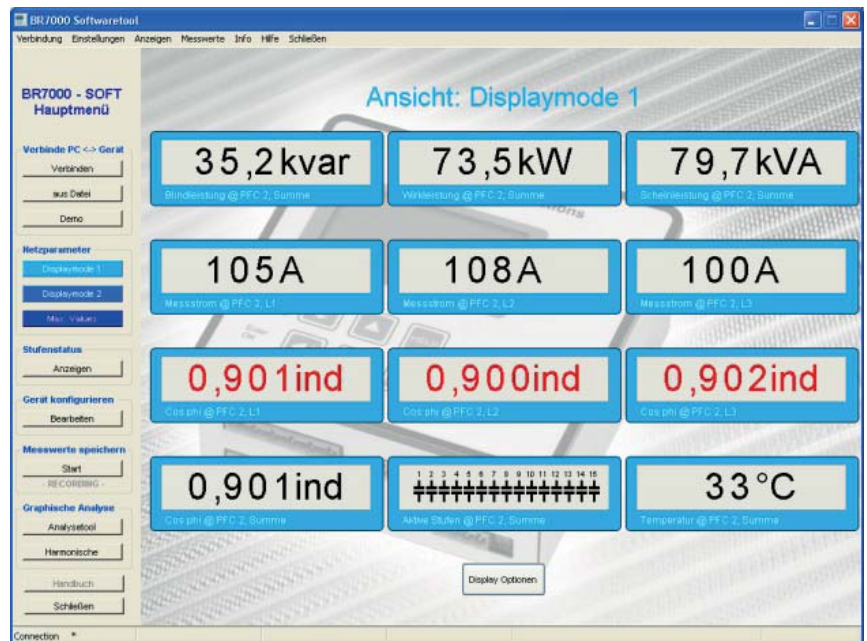 BR7000 Softwaretool
Verbindung Einstellungen Anzeigen Messwerte Info Hilfe Schließen
BR7000 - SOFT
Hauptmenü
Verbinde PC <-> Gerät
Verbinden
aus Datei
Demo
Netzparameter
Displaymode 1
Displaymode 2
Max. Values
Stufenstatus
Anzeigen
Gerät konfigurieren
Bearbeiten
Messwerte speichern
Start
- RECORDING -
Graphische Analyse
Analysetool
Harmonische
Handbuch
Schließen
Ansicht: Displaymode 1
35,2kvar
Blindleistung @ PFC 2, Summe
73,5kW
Wirkleistung @ PFC 2, Summe
79,7kVA
Scheinleistung @ PFC 2, Summe
105A
Messstrom @ PFC 2, L1
108A
Messstrom @ PFC 2, L2
100A
Messstrom @ PFC 2, L3
0,901ind
Cos phi @ PFC 2, L1
0,900ind
Cos phi @ PFC 2, L2
0,902ind
Cos phi @ PFC 2, L3
0,901ind
Cos phi @ PFC 2, Summe
1 2 3 4 5 6 7 8 9 10 11 12 13 14 15
Aktive Stufen @ PFC 2, Summe
33°C
Temperatur @ PFC 2, Summe
Display Optionen
Connection *